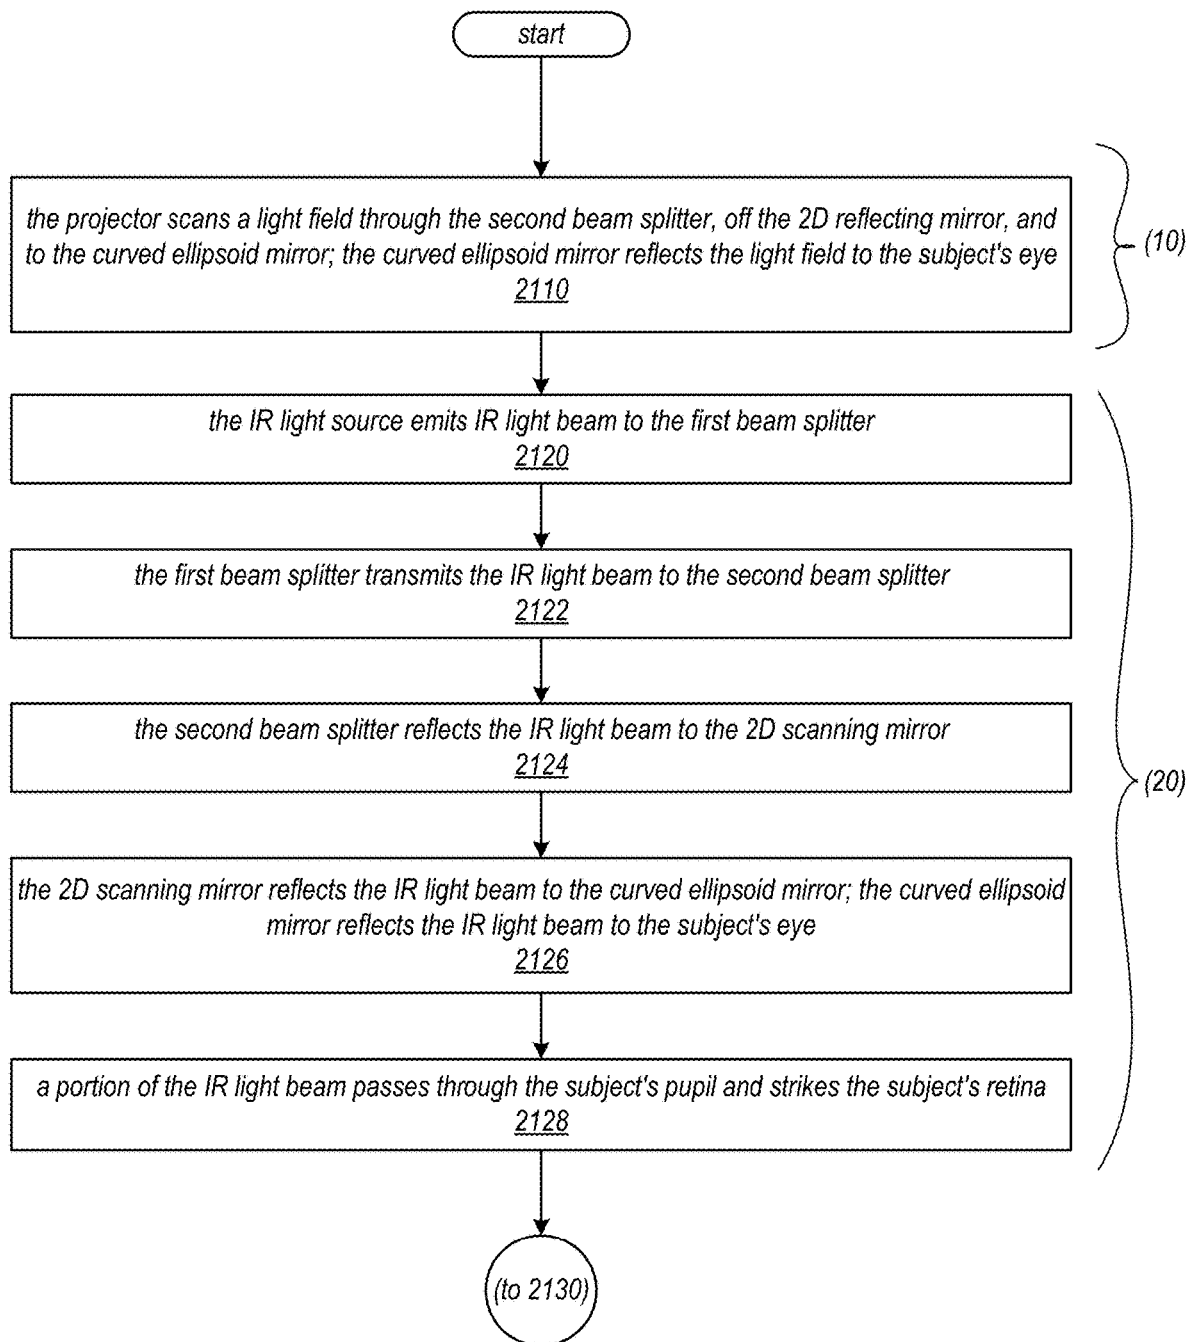 start
the projector scans a light field through the second beam splitter, off the 2D reflecting mirror, and
to the curved ellipsoid mirror; the curved ellipsoid mirror reflects the light field to the subject's eye
2110
(10)
the IR light source emits IR light beam to the first beam splitter
2120
the first beam splitter transmits the IR light beam to the second beam splitter
2122
the second beam splitter reflects the IR light beam to the 2D scanning mirror
2124
(20)
the 2D scanning mirror reflects the IR light beam to the curved ellipsoid mirror; the curved ellipsoid
mirror reflects the IR light beam to the subject's eye
2126
a portion of the IR light beam passes through the subject's pupil and strikes the subject's retina
2128
(to 2130)